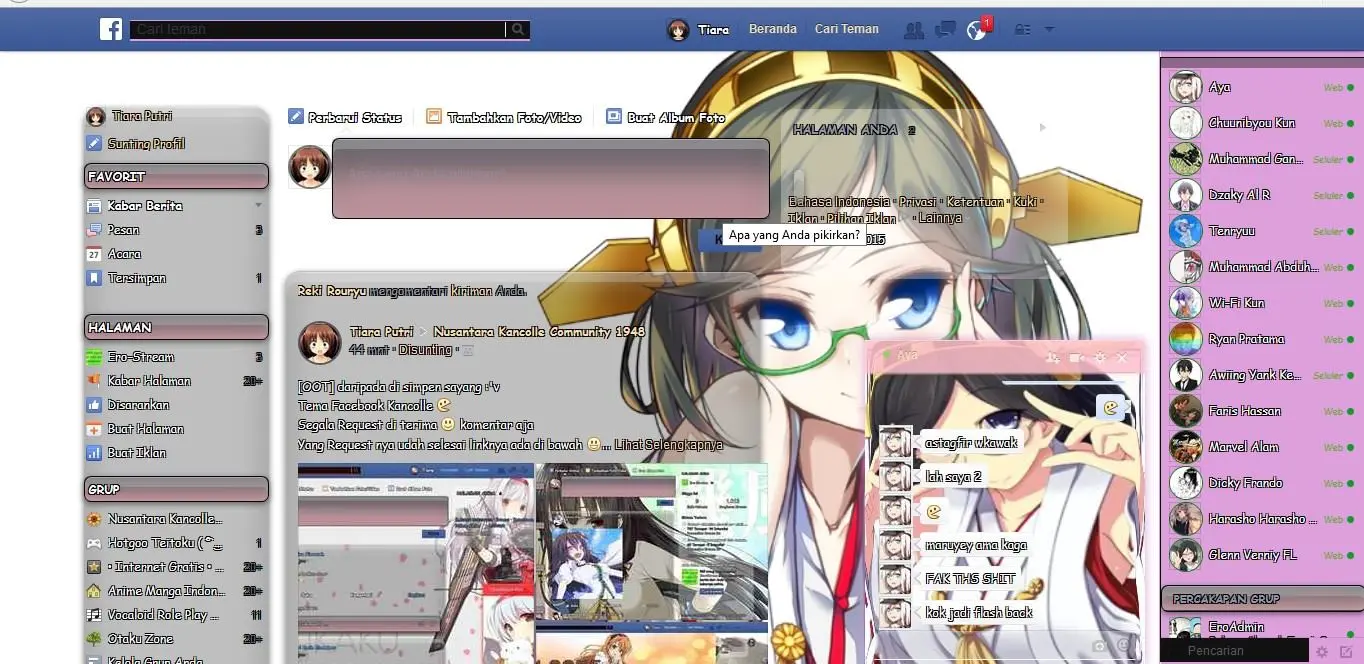 Cari teman
Tiara
Beranda
Cari Teman
1
Tiara Putri
Sunting Profil
FAVORIT
Kabar Berita
Pesan 3
27 Acara
Tersimpan 1
HALAMAN
Ero-Stream 3
Kabar Halaman 20+
Disarankan
Buat Halaman
Buat Iklan
GRUP
Nusantara Kancolle...
Hotgoo Teitoku 1
• Internet Gratis • ... 20+
Anime Manga Indon... 20+
Vocaloid Role Play ... 11
Otaku Zone 20+
Kelola Grup Anda
Perbarui Status
Tambahkan Foto/Video
Buat Album Foto
Apa yang Anda pikirkan?
HALAMAN ANDA 2
Bahasa Indonesia · Privasi · Ketentuan · Kuki ·
Iklan · Pilihan Iklan · Lainnya
2015
Reki Rouryu mengomentari kiriman Anda.
Tiara Putri > Nusantara Kancolle Community 1948
44 mnt · Disunting ·
[OOT] daripada di simpen sayang :'v
Tema Facebook Kancolle
Segala Request di terima 🙂 komentar aja
Yang Request nya udah selesai linknya ada di bawah 🙂... Lihat Selengkapnya
Aya
astagfir wkawak
lah saya 2
maruyey ama kaga
FAK THS SHIT
kok jadi flash back
Aya Web
Chuunibyou Kun Web
Muhammad Gan... Seluler
Dzaky Al R Seluler
Tenryuu Seluler
Muhammad Abduh... Web
Wi-Fi Kun Web
Ryan Pratama Web
Awiing Yank Ke... Seluler
Faris Hassan Web
Marvel Alam Web
Dicky Frando Web
Harasho Harasho ... Web
Glenn Verniy FL Web
PERCAKAPAN GRUP
EroAdmin
Pencarian